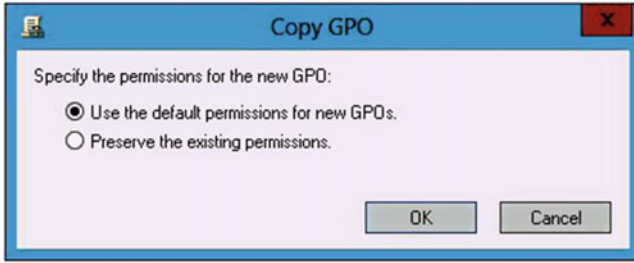 Copy GPO
x
Specify the permissions for the new GPO:
Use the default permissions for new GPOs.
Preserve the existing permissions.
OK
Cancel